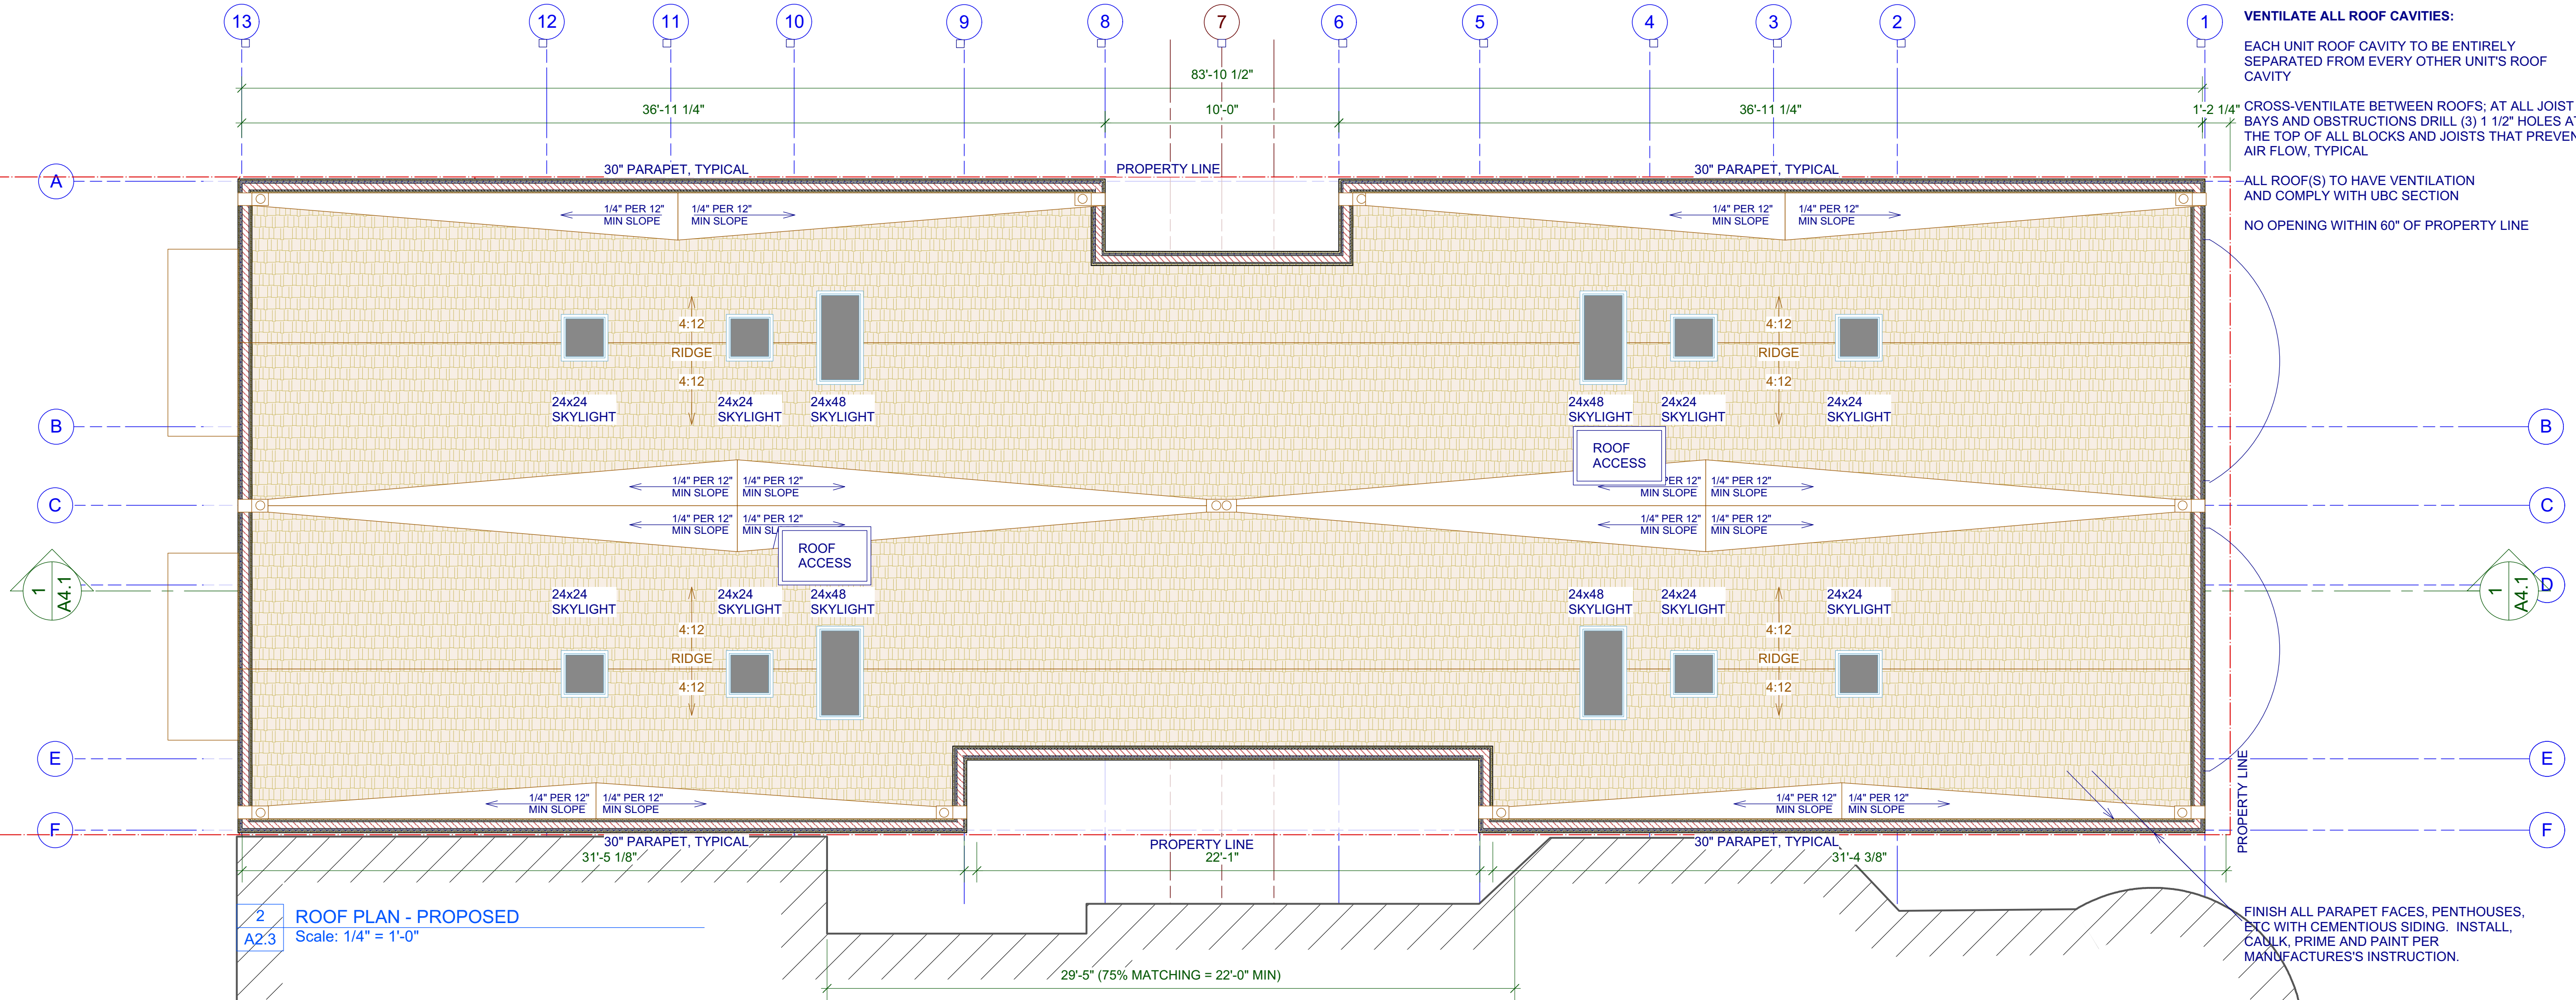 13
12
11
10
9
8
7
6
5
4
3
2
1
VENTILATE ALL ROOF CAVITIES:
EACH UNIT ROOF CAVITY TO BE ENTIRELY
SEPARATED FROM EVERY OTHER UNIT'S ROOF
CAVITY
83'-10 1/2"
36'-11 1/4"
10'-0"
36'-11 1/4"
1'-2 1/4"
CROSS-VENTILATE BETWEEN ROOFS; AT ALL JOIST
BAYS AND OBSTRUCTIONS DRILL (3) 1 1/2" HOLES AT
THE TOP OF ALL BLOCKS AND JOISTS THAT PREVEN
AIR FLOW, TYPICAL
ALL ROOF(S) TO HAVE VENTILATION
AND COMPLY WITH UBC SECTION
NO OPENING WITHIN 60" OF PROPERTY LINE
30" PARAPET, TYPICAL
PROPERTY LINE
30" PARAPET, TYPICAL
A
1/4" PER 12"
MIN SLOPE
1/4" PER 12"
MIN SLOPE
1/4" PER 12"
MIN SLOPE
1/4" PER 12"
MIN SLOPE
4:12
RIDGE
4:12
4:12
RIDGE
4:12
24x24
SKYLIGHT
24x24
SKYLIGHT
24x48
SKYLIGHT
24x48
SKYLIGHT
24x24
SKYLIGHT
24x24
SKYLIGHT
B
B
ROOF
ACCESS
1/4" PER 12"
MIN SLOPE
1/4" PER 12"
MIN SLOPE
PER 12"
MIN SLOPE
1/4" PER 12"
MIN SLOPE
C
C
1/4" PER 12"
MIN SLOPE
1/4" PER 12"
MIN SL
1/4" PER 12"
MIN SLOPE
1/4" PER 12"
MIN SLOPE
ROOF
ACCESS
1
A4.1
1
A4.1
D
24x24
SKYLIGHT
24x24
SKYLIGHT
24x48
SKYLIGHT
24x48
SKYLIGHT
24x24
SKYLIGHT
24x24
SKYLIGHT
4:12
RIDGE
4:12
4:12
RIDGE
4:12
E
E
1/4" PER 12"
MIN SLOPE
1/4" PER 12"
MIN SLOPE
1/4" PER 12"
MIN SLOPE
1/4" PER 12"
MIN SLOPE
PROPERTY LINE
F
F
30" PARAPET, TYPICAL
PROPERTY LINE
30" PARAPET, TYPICAL
31'-5 1/8"
22'-1"
31'-4 3/8"
2
A2.3
ROOF PLAN - PROPOSED
Scale: 1/4" = 1'-0"
FINISH ALL PARAPET FACES, PENTHOUSES,
ETC WITH CEMENTIOUS SIDING. INSTALL,
CAULK, PRIME AND PAINT PER
MANUFACTURES'S INSTRUCTION.
29'-5" (75% MATCHING = 22'-0" MIN)